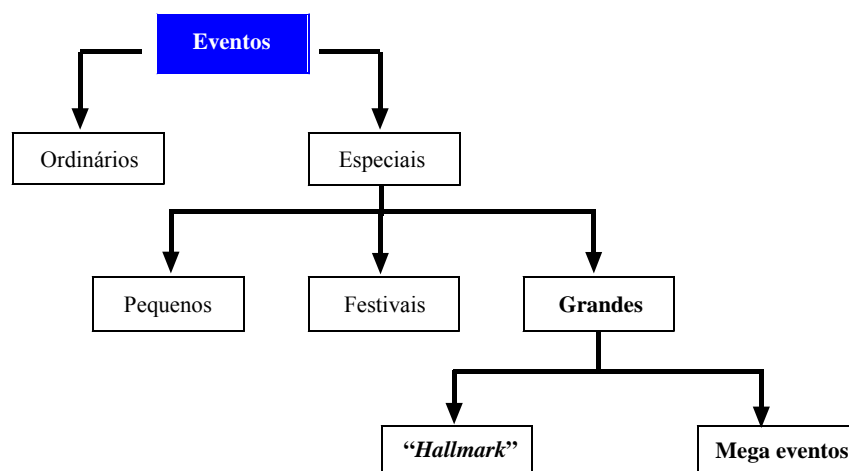 Eventos
Ordinários
Especiais
Pequenos
Festivais
Grandes
“Hallmark”
Mega eventos